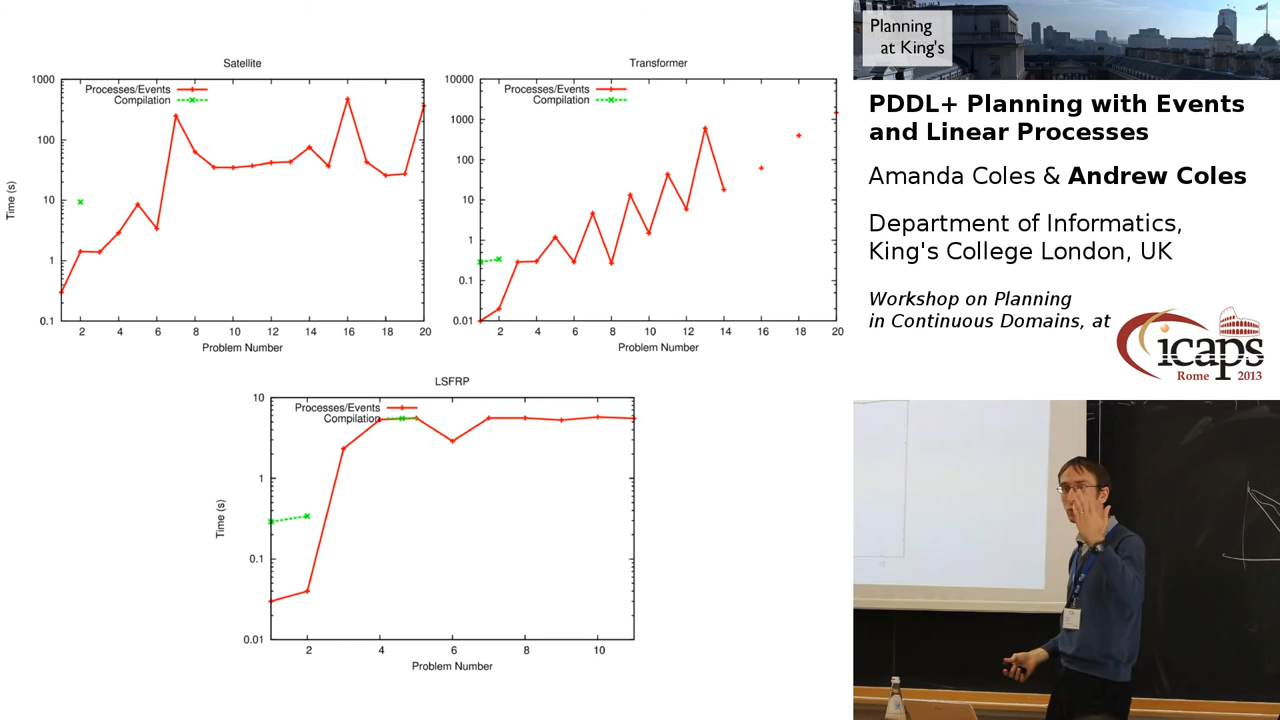 Satellite
Processes/Events
Compilation
1000
100
10
1
0.1
Time (s)
2 4 6 8 10 12 14 16 18 20
Problem Number
Transformer
Processes/Events
Compilation
10000
1000
100
10
1
0.1
0.01
2 4 6 8 10 12 14 16 18 20
Problem Number
LSFRP
Processes/Events
Compilation
10
1
0.1
0.01
Time (s)
2 4 6 8 10
Problem Number
Planning
at King's
PDDL+ Planning with Events
and Linear Processes
Amanda Coles & Andrew Coles
Department of Informatics,
King's College London, UK
Workshop on Planning
in Continuous Domains, at
icaps
Rome 2013